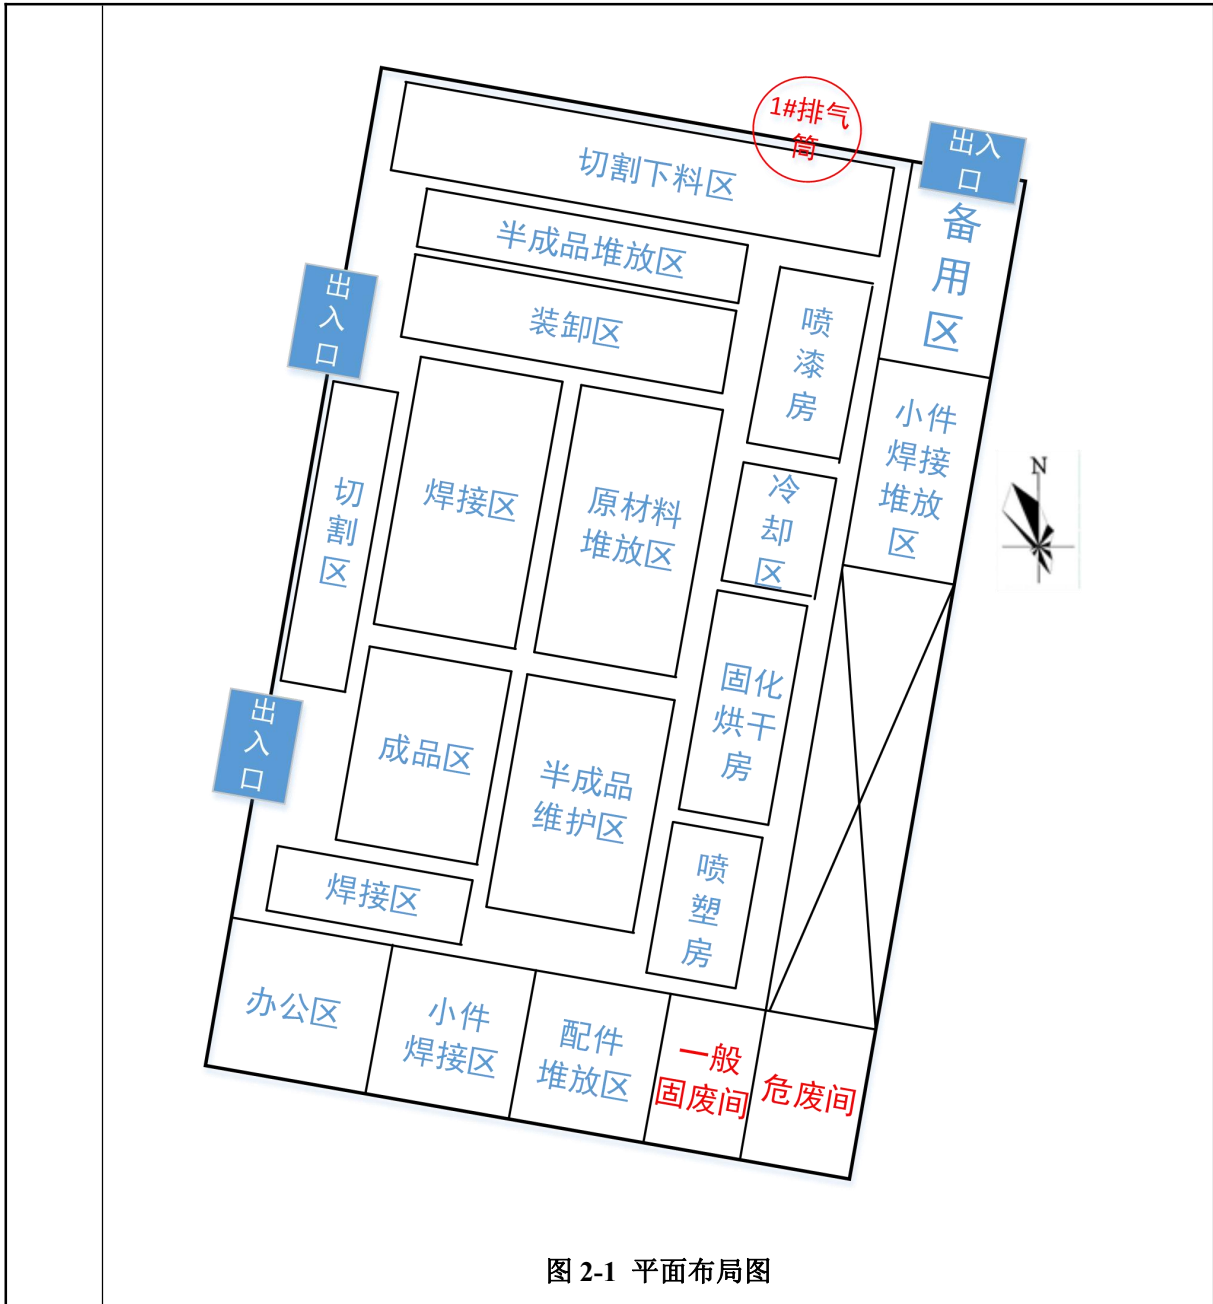 1#排气
筒
出入
口
切割下料区
备
用
区
半成品堆放区
出
入
口
装卸区
喷
漆
房
小件
焊接
堆放
区
N
切
割
区
焊接区
原材料
堆放区
冷
却
区
固化
烘干
房
出
入
口
成品区
半成品
维护区
喷
塑
房
焊接区
办公区
小件
焊接区
配件
堆放区
一般
固废间
危废间
图 2-1 平面布局图